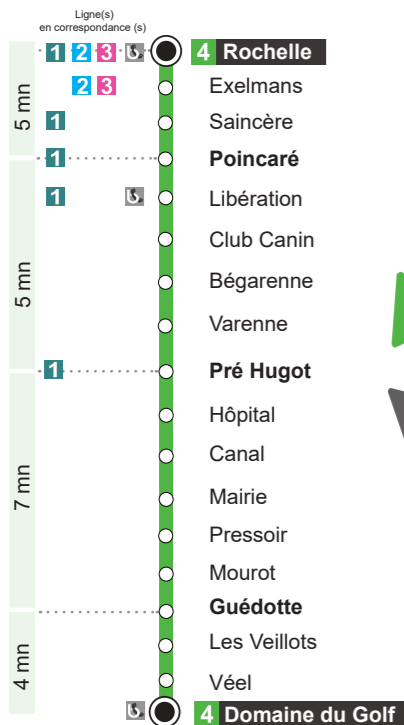 Ligne(s)
en correspondance (s)
1 2 3 4 Rochelle
2 3 Exelmans
1 Saincère
1 Poincaré
1 Libération
Club Canin
Bégarenne
Varenne
1 Pré Hugot
Hôpital
Canal
Mairie
Pressoir
Mourot
Guédotte
Les Veillots
Véel
4 Domaine du Golf
5 mn
5 mn
7 mn
4 mn